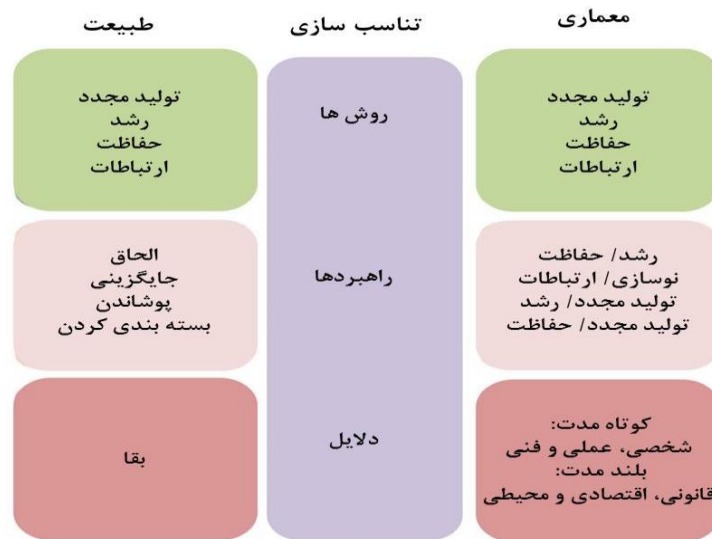 معماری
تناسب سازی
طبیعت
تولید مجدد
رشد
حفاظت
ارتباطات
روش ها
تولید مجدد
رشد
حفاظت
ارتباطات
رشد/ حفاظت
نوسازی/ ارتباطات
تولید مجدد/ رشد
تولید مجدد/ حفاظت
راهبردها
الحاق
جایگزینی
پوشاندن
بسته بندی کردن
کوتاه مدت:
شخصی، عملی و فنی
بلند مدت:
قانونی، اقتصادی و محیطی
دلایل
بقا